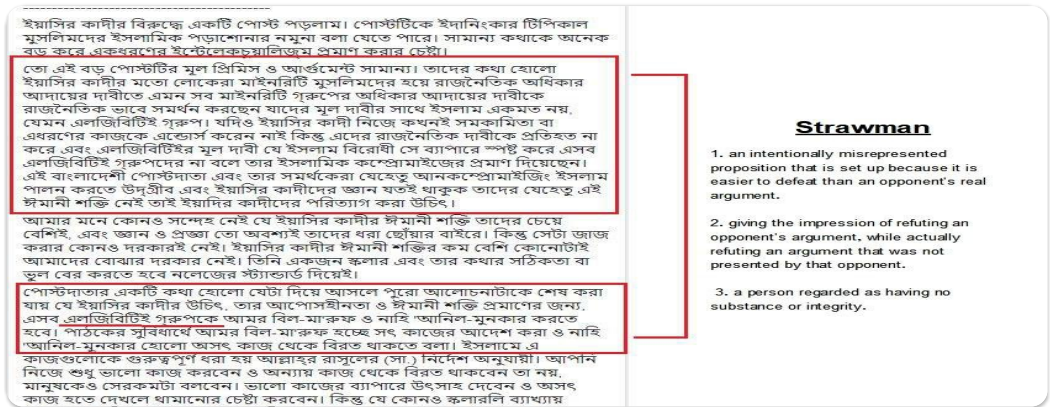 ইয়াসির কাদীর বিরুদ্ধে একটি পোস্ট পড়লাম। পোস্টটিকে ইদানিংকার টিপিকাল
মুসলিমদের ইসলামিক পড়াশোনার নমুনা বলা যেতে পারে। সামান্য কথাকে অনেক
বড় করে একধরণের ইন্টেলেকচুয়ালিজম প্রমাণ করার চেষ্টা।
তো এই বড় পোস্টটির মূল প্রিমিস ও আর্গুমেন্ট সামান্য। তাদের কথা হোলো
ইয়াসির কাদীর মতো লোকেরা মাইনরিটি মুসলিমদের হয়ে রাজনৈতিক অধিকার
আদায়ের দাবীতে এমন সব মাইনরিটি গ্রুপের অধিকার আদায়ের দাবীকে
রাজনৈতিক ভাবে সমর্থন করছেন যাদের মূল দাবীর সাথে ইসলাম একমত নয়,
যেমন এলজিবিটিই গ্রুপ। যদিও ইয়াসির কাদী নিজে কখনই সমকামিতা বা
এধরণের কাজকে এন্ডোর্স করেন নাই কিন্তু এদের রাজনৈতিক দাবীকে প্রতিহত না
করে এবং এলজিবিটিইর মূল দাবী যে ইসলাম বিরোধী সে ব্যাপারে স্পষ্ট করে এসব
এলজিবিটিই গ্রুপদের না বলে তার ইসলামিক কম্প্রোমাইজের প্রমাণ দিয়েছেন।
এই বাংলাদেশী পোস্টদাতা এবং তার সমর্থকেরা যেহেতু আনকম্প্রোমাইজিং ইসলাম
পালন করতে উদগ্রীব এবং ইয়াসির কাদীদের জ্ঞান যতই থাকুক তাদের যেহেতু এই
ঈমানী শক্তি নেই তাই ইয়াদির কাদীদের পরিত্যাগ করা উচিৎ।
আমার মনে কোনও সন্দেহ নেই যে ইয়াসির কাদীর ঈমানী শক্তি তাদের চেয়ে
বেশিই, এবং জ্ঞান ও প্রজ্ঞা তো অবশ্যই তাদের ধরা ছোঁয়ার বাইরে। কিন্তু সেটা জাজ
করার কোনও দরকারই নেই। ইয়াসির কাদীর ঈমানী শক্তির কম বেশি কোনোটাই
আমাদের বোঝার দরকার নেই। তিনি একজন স্কলার এবং তার কথার সঠিকতা বা
ভুল বের করতে হবে নলেজের স্ট্যান্ডার্ড দিয়েই।
পোস্টদাতার একটি কথা হোলো যেটা দিয়ে আসলে পুরো আলোচনাটাকে শেষ করা
যায় যে ইয়াসির কাদীর উচিৎ, তার আপোসহীনতা ও ঈমানী শক্তি প্রমাণের জন্য,
এসব এলজিবিটিই গ্রুপকে আমর বিল-মা'রুফ ও নাহি 'আনিল-মুনকার করতে
হবে। পাঠকের সুবিধার্থে আমর বিল-মা'রুফ হচ্ছে সৎ কাজের আদেশ করা ও নাহি
'আনিল-মুনকার হোলো অসৎ কাজ থেকে বিরত থাকতে বলা। ইসলামে এ
কাজগুলোকে গুরুত্বপূর্ণ ধরা হয় আল্লাহর রাসুলের (সা.) নির্দেশ অনুযায়ী। আপনি
নিজে শুধু ভালো কাজ করবেন ও অন্যায় কাজ থেকে বিরত থাকবেন তা নয়,
মানুষকেও সেরকমটা বলবেন। ভালো কাজের ব্যাপারে উৎসাহ দেবেন ও অসৎ
কাজ হতে দেখলে থামানোর চেষ্টা করবেন। কিন্তু যে কোনও স্কলারলি ব্যাখ্যায়
Strawman
1. an intentionally misrepresented
proposition that is set up because it is
easier to defeat than an opponent's real
argument.
2. giving the impression of refuting an
opponent's argument, while actually
refuting an argument that was not
presented by that opponent.
3. a person regarded as having no
substance or integrity.